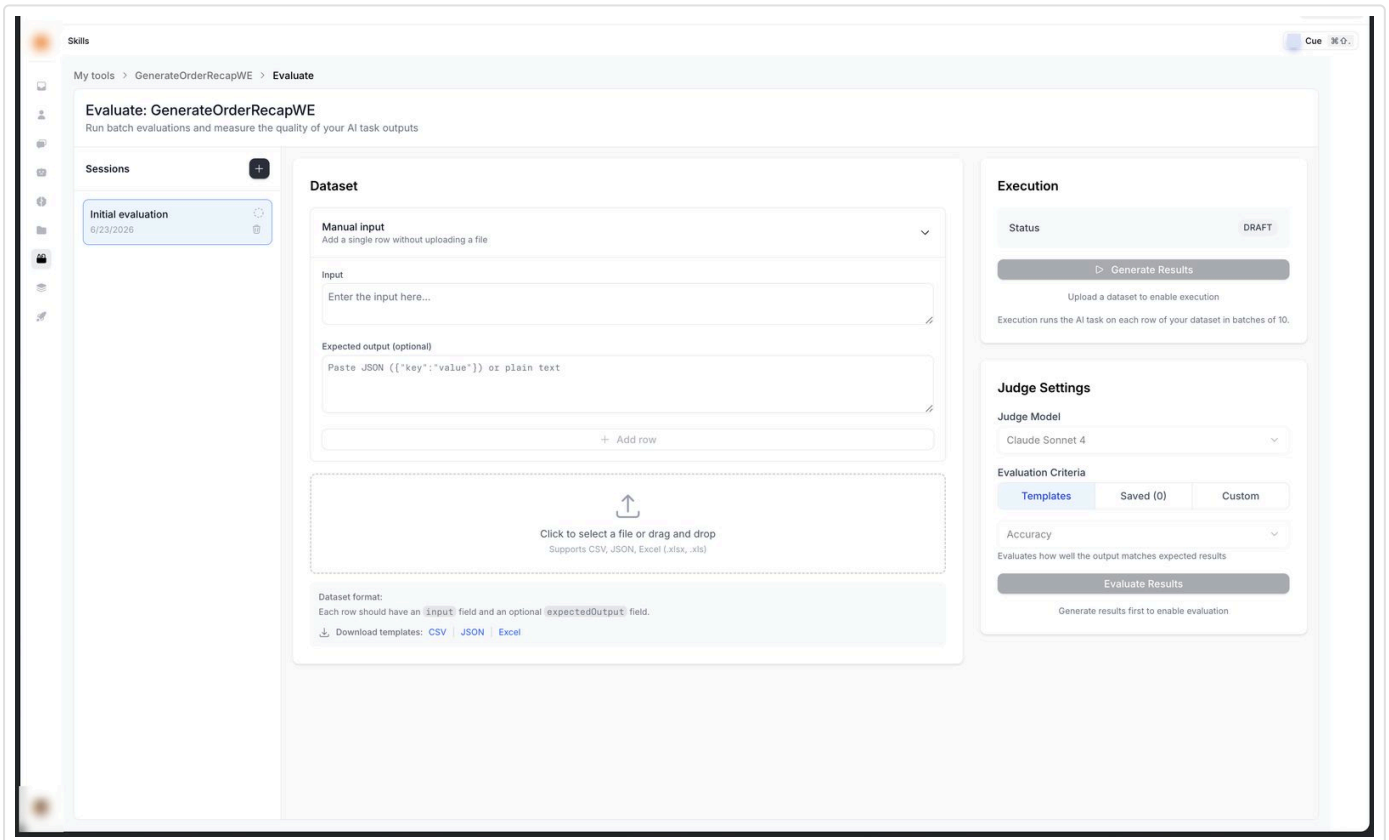 Skills
Cue ⌘⇧.
My tools > GenerateOrderRecapWE > Evaluate
Evaluate: GenerateOrderRecapWE
Run batch evaluations and measure the quality of your AI task outputs
Sessions
Initial evaluation
6/23/2026
Dataset
Manual input
Add a single row without uploading a file
Input
Enter the input here...
Expected output (optional)
Paste JSON ({"key":"value"}) or plain text
+ Add row
Click to select a file or drag and drop
Supports CSV, JSON, Excel (.xlsx, .xls)
Dataset format:
Each row should have an input field and an optional expectedOutput field.
Download templates: CSV | JSON | Excel
Execution
Status
DRAFT
Generate Results
Upload a dataset to enable execution
Execution runs the AI task on each row of your dataset in batches of 10.
Judge Settings
Judge Model
Claude Sonnet 4
Evaluation Criteria
Templates
Saved (0)
Custom
Accuracy
Evaluates how well the output matches expected results
Evaluate Results
Generate results first to enable evaluation